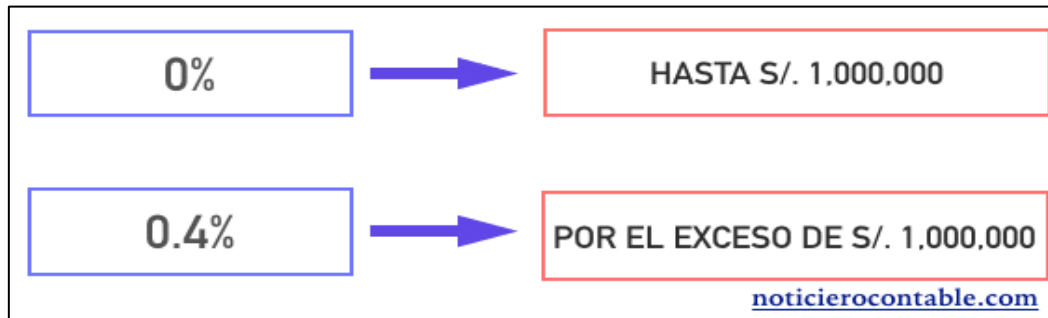 0%
HASTA S/. 1,000,000
0.4%
POR EL EXCESO DE S/. 1,000,000
noticierocontable.com